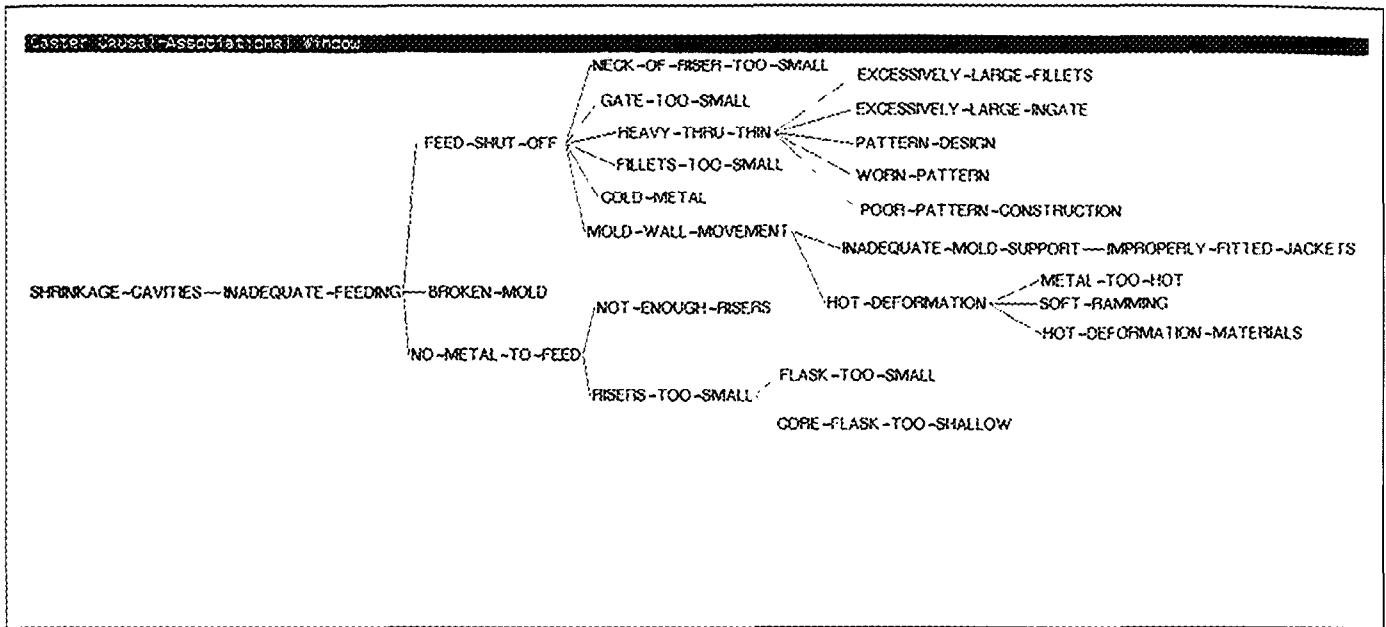 Caster Causal-Associational Window
NECK-OF-RISER-TOO-SMALL
EXCESSIVELY-LARGE-FILLETS
GATE-TOO-SMALL
EXCESSIVELY-LARGE-INGATE
FEED-SHUT-OFF
HEAVY-THRU-THIN
PATTERN-DESIGN
FILLETS-TOO-SMALL
WORN-PATTERN
COLD-METAL
POOR-PATTERN-CONSTRUCTION
MOLD-WALL-MOVEMENT
INADEQUATE-MOLD-SUPPORT
IMPROPERLY-FITTED-JACKETS
SHRINKAGE-CAVITIES
INADEQUATE-FEEDING
BROKEN-MOLD
METAL-TOO-HOT
NOT-ENOUGH-RISERS
HOT-DEFORMATION
SOFT-RAMMING
HOT-DEFORMATION-MATERIALS
NO-METAL-TO-FEED
FLASK-TOO-SMALL
RISERS-TOO-SMALL
CORE-FLASK-TOO-SHALLOW